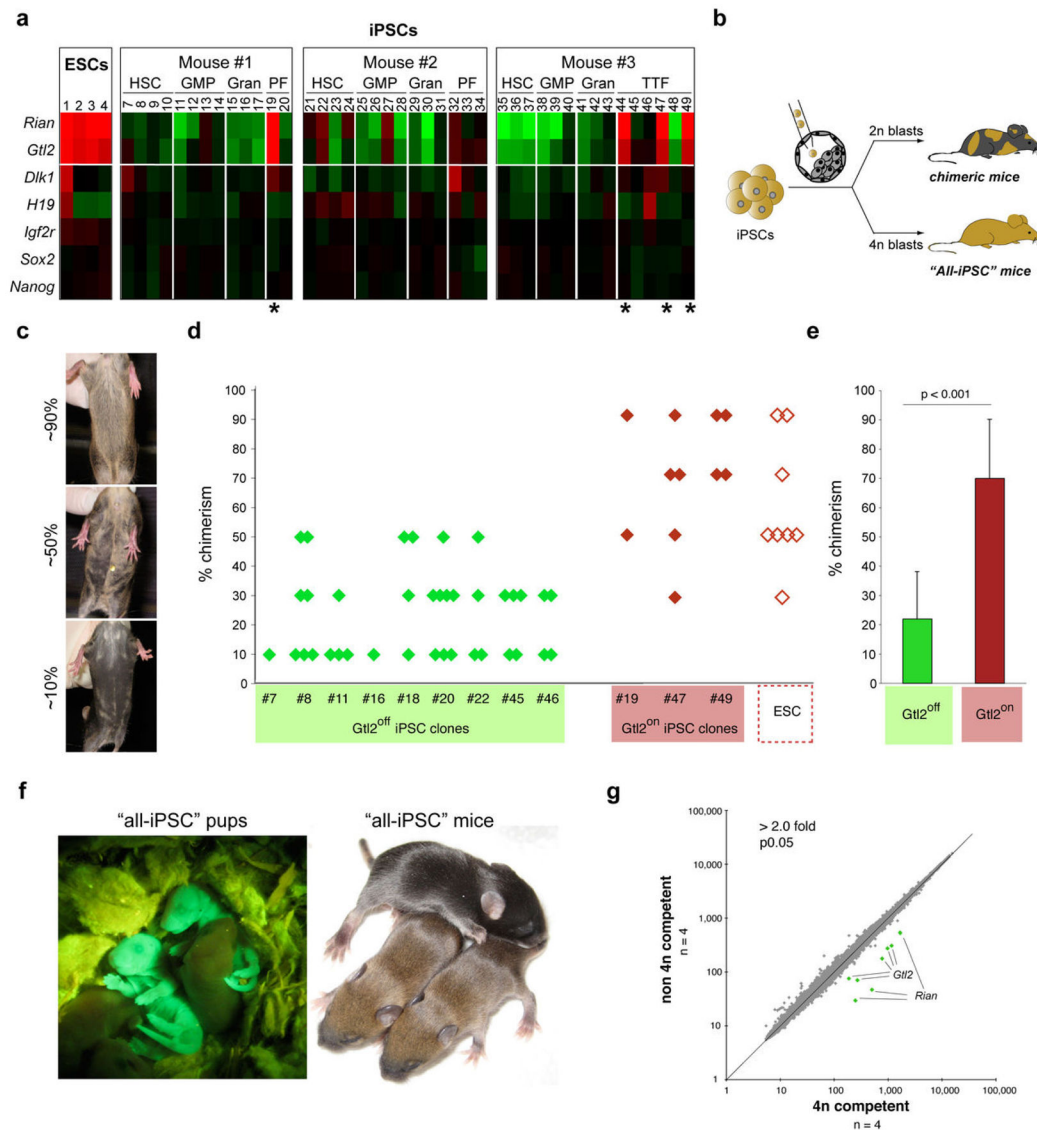 a
iPSCs
ESCs
Mouse #1
Mouse #2
Mouse #3
HSC GMP Gran PF
HSC GMP Gran PF
HSC GMP Gran TTF
1 2 3 4
7 8 9 10 11 12 13 14 15 16 17 19 20
21 22 23 24 25 26 27 28 29 30 31 32 33 34
35 36 37 38 39 40 41 42 43 44 45 46 47 48 49
Rian
Gtl2
Dlk1
H19
Igf2r
Sox2
Nanog
* * * *
b
2n blasts
chimeric mice
iPSCs
4n blasts
"All-iPSC" mice
c
~90%
~50%
~10%
d
% chimerism
100
90
80
70
60
50
40
30
20
10
0
#7 #8 #11 #16 #18 #20 #22 #45 #46
Gtl2off iPSC clones
#19 #47 #49
Gtl2on iPSC clones
ESC
e
% chimerism
p < 0.001
100
90
80
70
60
50
40
30
20
10
0
Gtl2off
Gtl2on
f
"all-iPSC" pups
"all-iPSC" mice
g
non 4n competent
n = 4
100,000
10,000
1,000
100
10
1
> 2.0 fold
p0.05
Gtl2
Rian
1 10 100 1,000 10,000 100,000
4n competent
n = 4